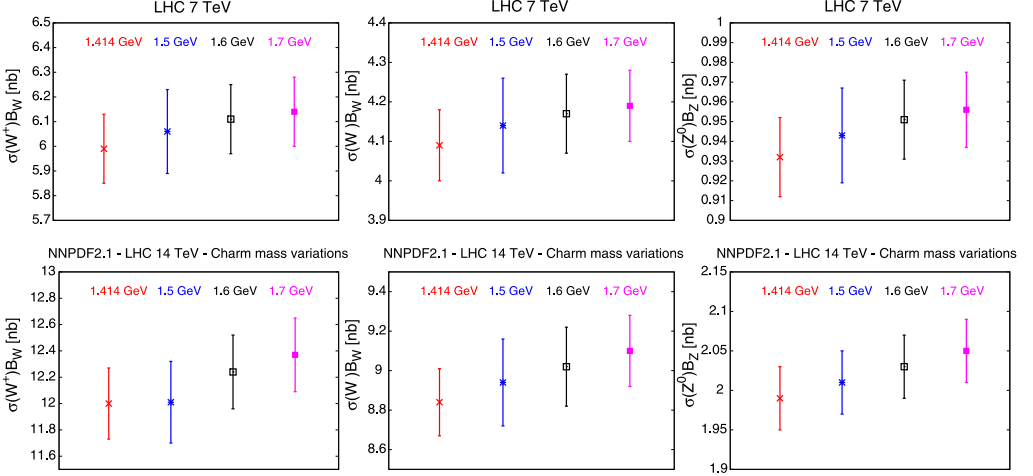 LHC 7 TeV
σ(W⁺)B_W [nb]
6.5
6.4
6.3
6.2
6.1
6
5.9
5.8
5.7
1.414 GeV 1.5 GeV 1.6 GeV 1.7 GeV
LHC 7 TeV
σ(W )B_W [nb]
4.4
4.3
4.2
4.1
4
3.9
1.414 GeV 1.5 GeV 1.6 GeV 1.7 GeV
LHC 7 TeV
σ(Z⁰)B_Z [nb]
1
0.99
0.98
0.97
0.96
0.95
0.94
0.93
0.92
0.91
0.9
1.414 GeV 1.5 GeV 1.6 GeV 1.7 GeV
NNPDF2.1 - LHC 14 TeV - Charm mass variations
σ(W⁺)B_W [nb]
13
12.8
12.6
12.4
12.2
12
11.8
11.6
1.414 GeV 1.5 GeV 1.6 GeV 1.7 GeV
NNPDF2.1 - LHC 14 TeV - Charm mass variations
σ(W )B_W [nb]
9.4
9.2
9
8.8
8.6
1.414 GeV 1.5 GeV 1.6 GeV 1.7 GeV
NNPDF2.1 - LHC 14 TeV - Charm mass variations
σ(Z⁰)B_Z [nb]
2.15
2.1
2.05
2
1.95
1.9
1.414 GeV 1.5 GeV 1.6 GeV 1.7 GeV